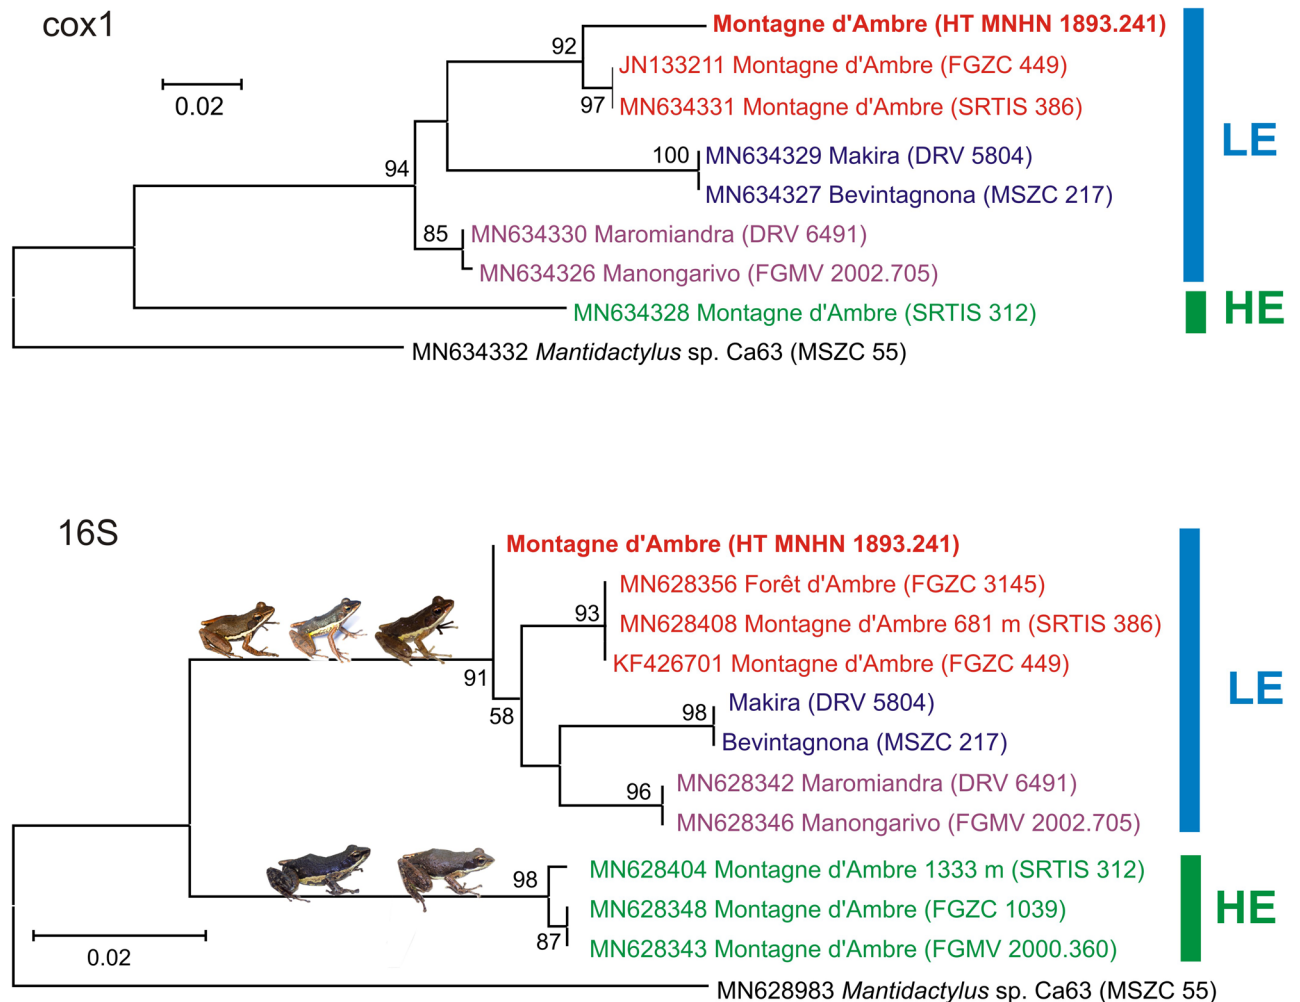 cox1
0.02
92
Montagne d'Ambre (HT MNHN 1893.241)
JN133211 Montagne d'Ambre (FGZC 449)
97
MN634331 Montagne d'Ambre (SRTIS 386)
LE
94
100
MN634329 Makira (DRV 5804)
MN634327 Bevintagnona (MSZC 217)
85
MN634330 Maromiandra (DRV 6491)
MN634326 Manongarivo (FGMV 2002.705)
MN634328 Montagne d'Ambre (SRTIS 312)
HE
MN634332 Mantidactylus sp. Ca63 (MSZC 55)
16S
Montagne d'Ambre (HT MNHN 1893.241)
MN628356 Forêt d'Ambre (FGZC 3145)
93
MN628408 Montagne d'Ambre 681 m (SRTIS 386)
KF426701 Montagne d'Ambre (FGZC 449)
91
LE
58
98
Makira (DRV 5804)
Bevintagnona (MSZC 217)
MN628342 Maromiandra (DRV 6491)
96
MN628346 Manongarivo (FGMV 2002.705)
98
MN628404 Montagne d'Ambre 1333 m (SRTIS 312)
MN628348 Montagne d'Ambre (FGZC 1039)
HE
87
MN628343 Montagne d'Ambre (FGMV 2000.360)
0.02
MN628983 Mantidactylus sp. Ca63 (MSZC 55)